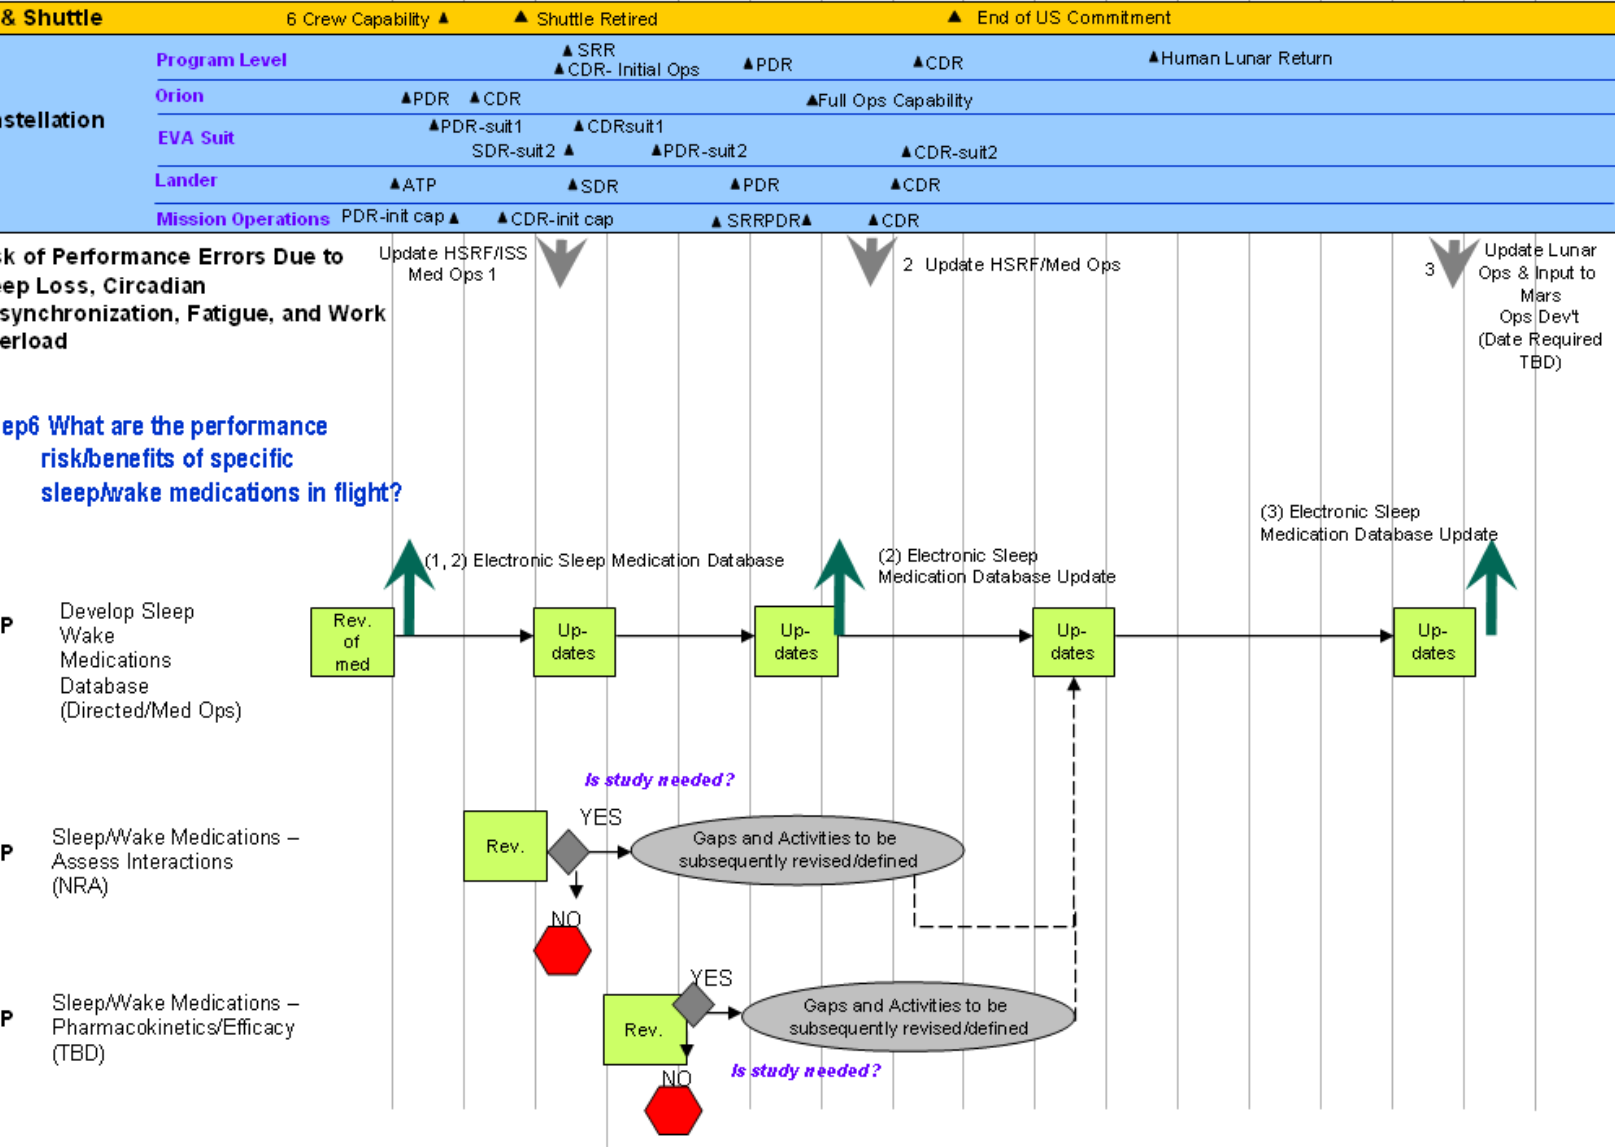 & Shuttle
6 Crew Capability
Shuttle Retired
End of US Commitment
Program Level
SRR
CDR- Initial Ops
PDR
CDR
Human Lunar Return
Orion
PDR
CDR
Full Ops Capability
stellation
EVA Suit
PDR-suit1
CDRsuit1
SDR-suit2
PDR-suit2
CDR-suit2
Lander
ATP
SDR
PDR
CDR
Mission Operations
PDR-init cap
CDR-init cap
SRRPDR
CDR
sk of Performance Errors Due to
eep Loss, Circadian
synchronization, Fatigue, and Work
erload
Update HSRF/ISS
Med Ops 1
2 Update HSRF/Med Ops
3
Update Lunar
Ops & Input to
Mars
Ops Dev't
(Date Required
TBD)
ep6 What are the performance
risk/benefits of specific
sleep/wake medications in flight?
(1, 2) Electronic Sleep Medication Database
(2) Electronic Sleep
Medication Database Update
(3) Electronic Sleep
Medication Database Update
P
Develop Sleep
Wake
Medications
Database
(Directed/Med Ops)
Rev.
of
med
Up-
dates
Up-
dates
Up-
dates
Up-
dates
Is study needed?
P
Sleep/Wake Medications –
Assess Interactions
(NRA)
Rev.
YES
Gaps and Activities to be
subsequently revised/defined
NO
P
Sleep/Wake Medications –
Pharmacokinetics/Efficacy
(TBD)
Rev.
YES
Gaps and Activities to be
subsequently revised/defined
Is study needed?
NO